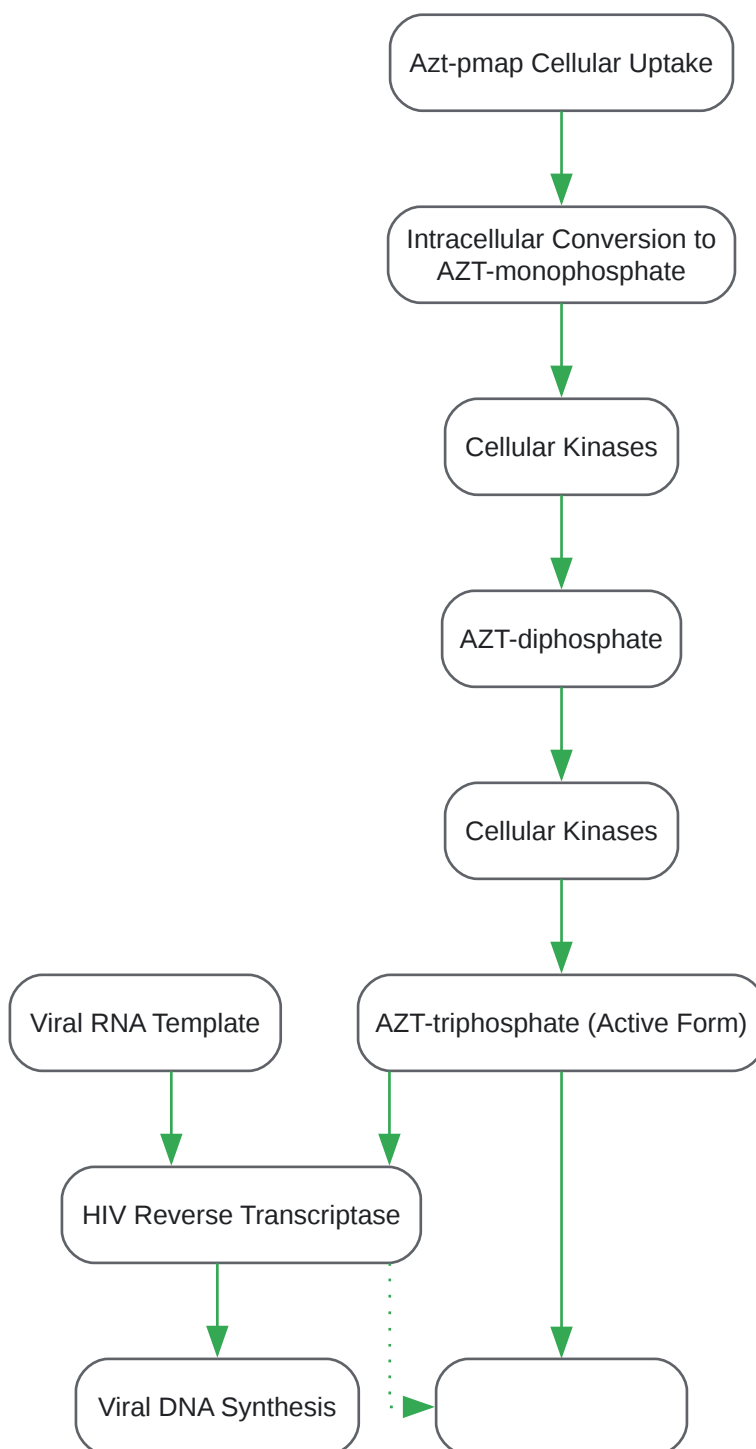 Azt-pmap Cellular Uptake
Intracellular Conversion to
AZT-monophosphate
Cellular Kinases
AZT-diphosphate
Cellular Kinases
Viral RNA Template
AZT-triphosphate (Active Form)
HIV Reverse Transcriptase
Viral DNA Synthesis